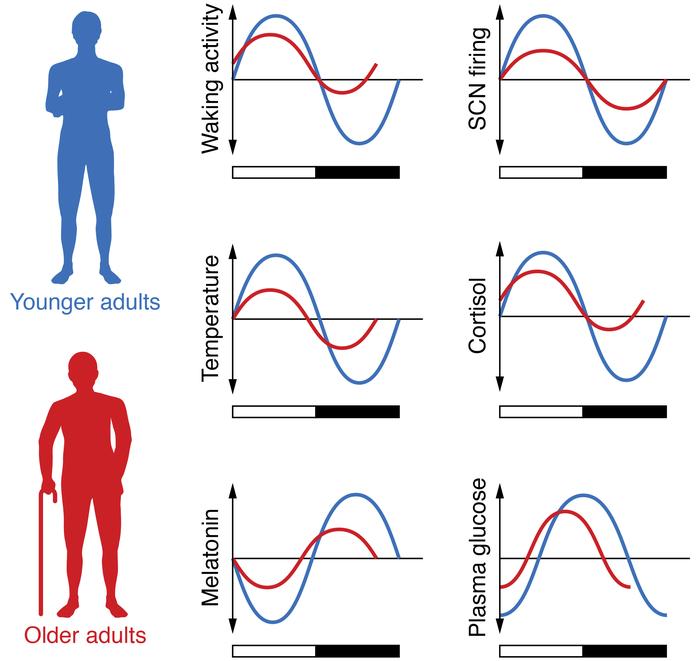 Waking activity
SCN firing
Younger adults
Temperature
Cortisol
Older adults
Melatonin
Plasma glucose